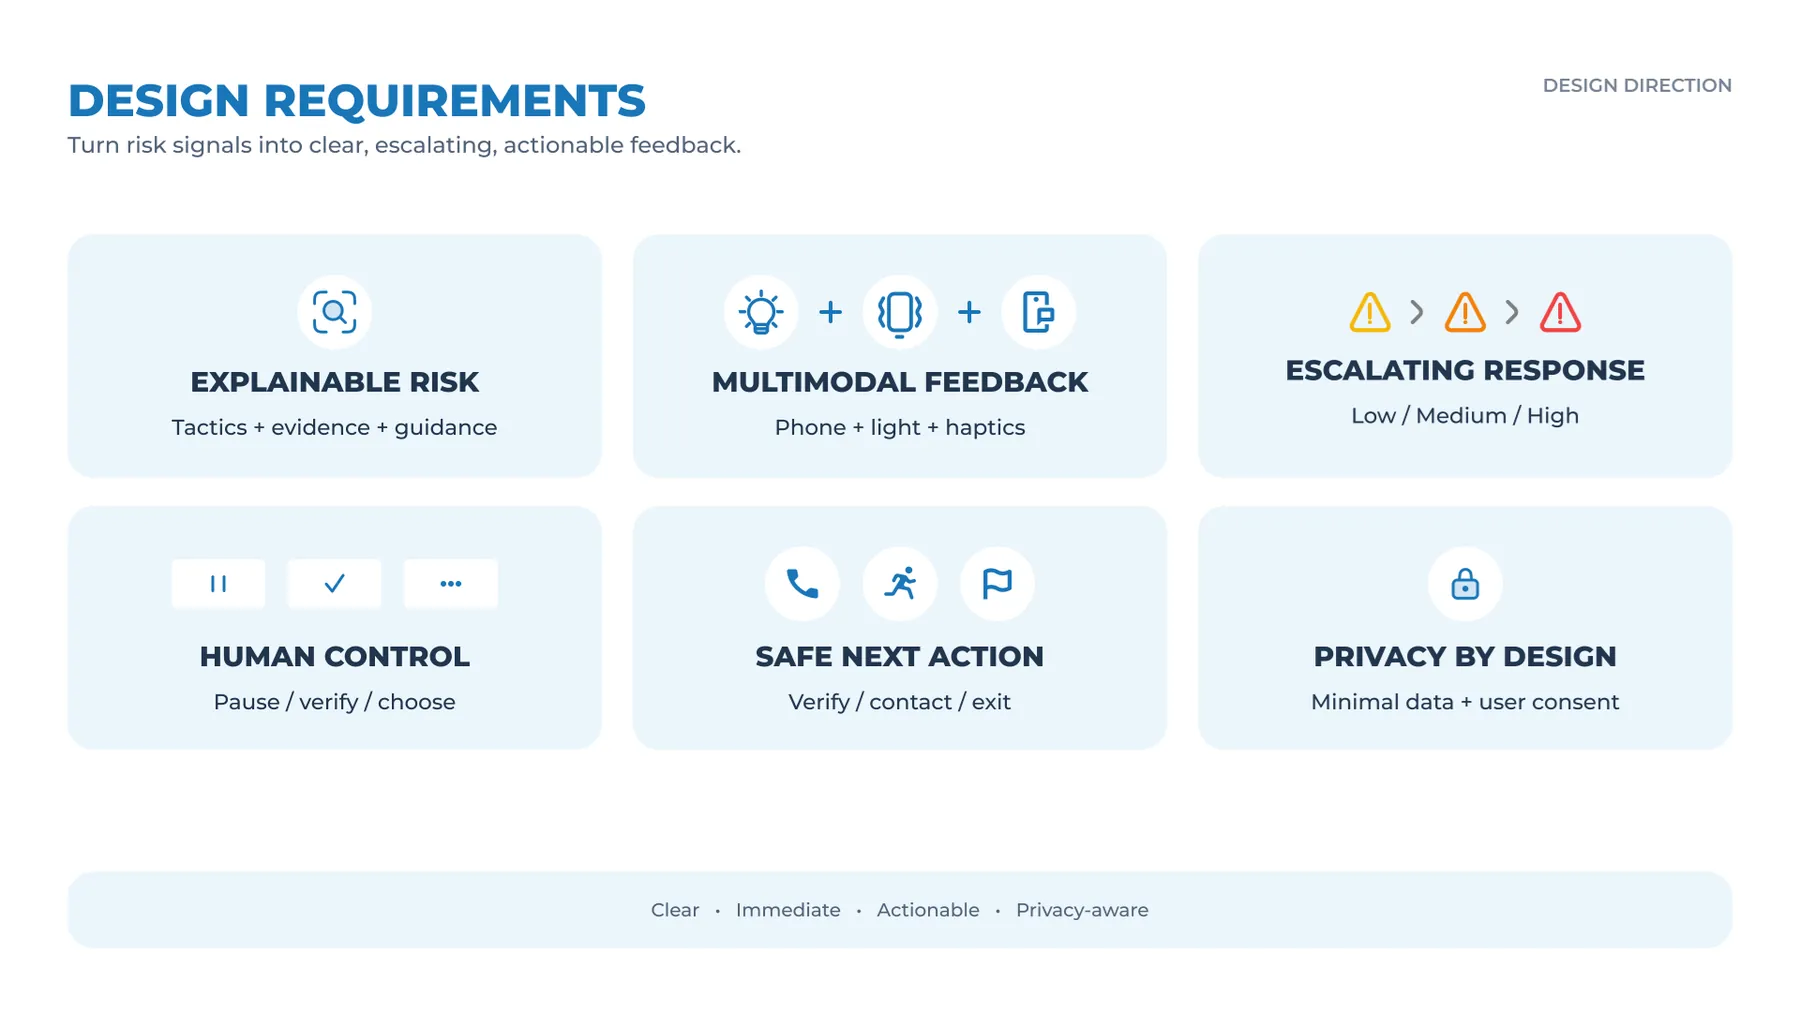 DESIGN REQUIREMENTS
DESIGN DIRECTION
Turn risk signals into clear, escalating, actionable feedback.
EXPLAINABLE RISK
Tactics + evidence + guidance
MULTIMODAL FEEDBACK
Phone + light + haptics
ESCALATING RESPONSE
Low / Medium / High
HUMAN CONTROL
Pause / verify / choose
SAFE NEXT ACTION
Verify / contact / exit
PRIVACY BY DESIGN
Minimal data + user consent
Clear • Immediate • Actionable • Privacy-aware